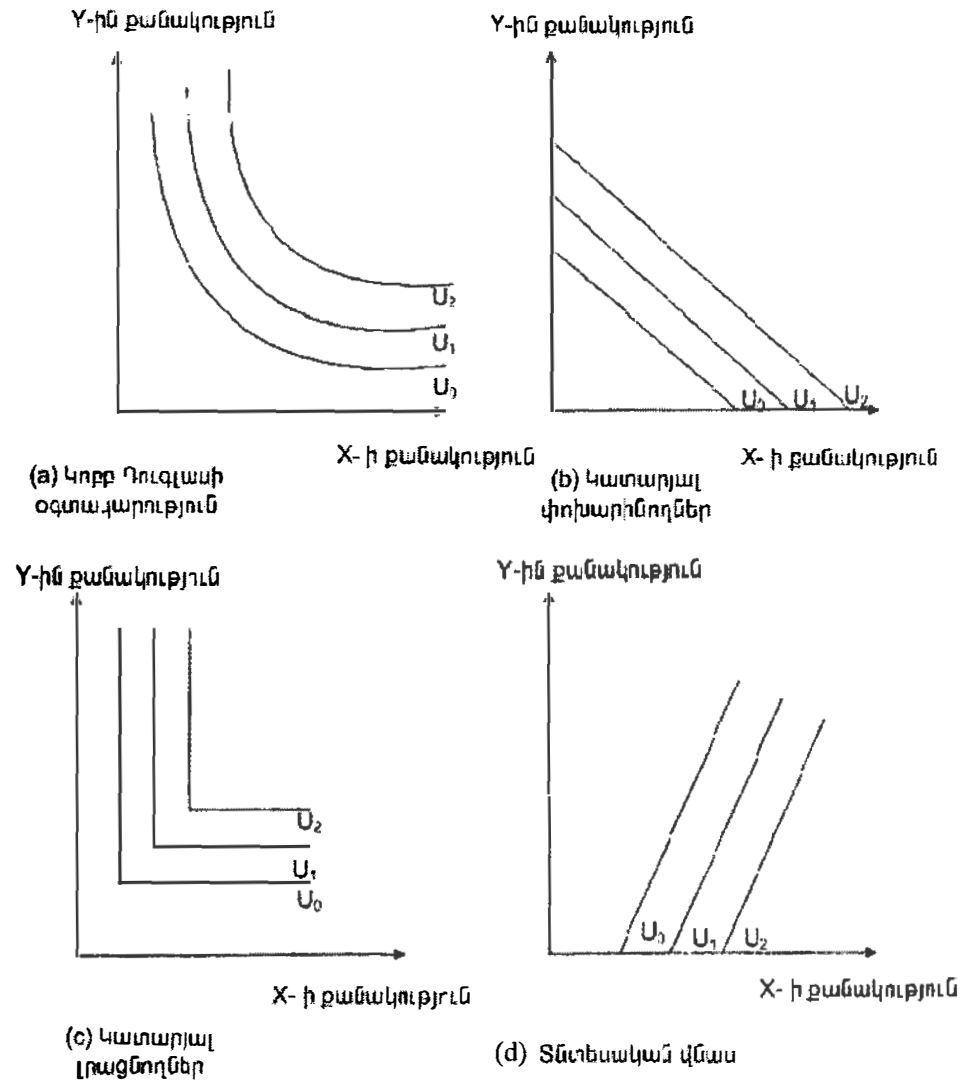 Y-ին քանակություն
U₂
U₁
U₀
X- ի քանակություն
(a) Կոբբ Դուգլասի
օգտակարություն
Y-ին քանակություն
U₀ U₁ U₂
X- ի քանակություն
(b) Կատարյալ
փոխարինողներ
Y-ին քանակություն
U₂
U₁
U₀
X- ի քանակություն
(c) Կատարյալ
լրացնողներ
Y-ին քանակություն
U₀ U₁ U₂
X- ի քանակություն
(d) Տնտեսական վնաս